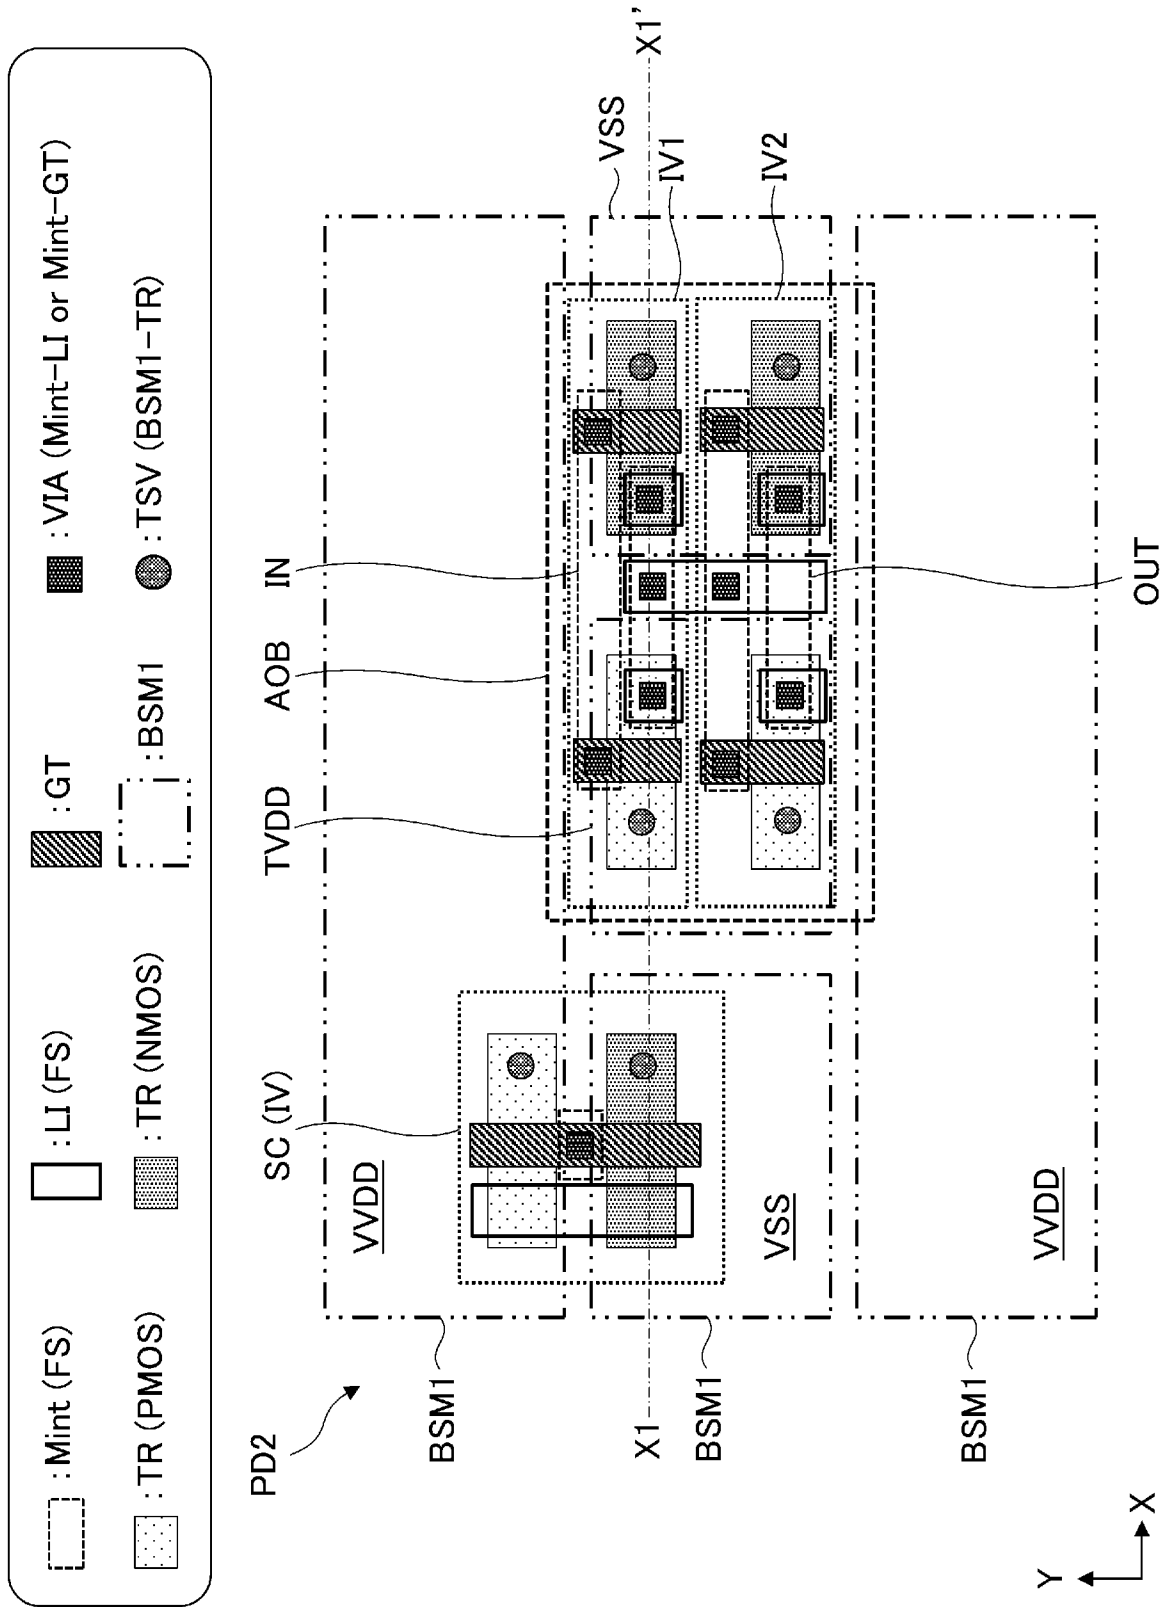 : Mint (FS)
: LI (FS)
: GT
: VIA (Mint-LI or Mint-GT)
: TR (PMOS)
: TR (NMOS)
: BSM1
: TSV (BSM1-TR)
PD2
SC (IV)
TVDD
AOB
IN
BSM1
VVDD
VSS
X1
X1'
IV1
BSM1
VSS
IV2
BSM1
VVDD
OUT
Y
X